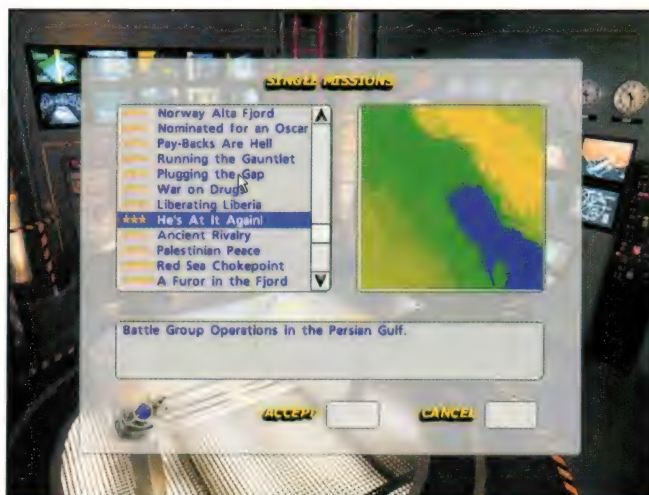 SINGLE MISSIONS
Norway Alta Fjord
Nominated for an Oscar
Pay-Backs Are Hell
Running the Gauntlet
Plugging the Gap
War on Drugs
Liberating Liberia
*** He's At It Again!
Ancient Rivalry
Palestinian Peace
Red Sea Chokepoint
A Furor in the Fjord
Battle Group Operations in the Persian Gulf.
ACCEPT
CANCEL